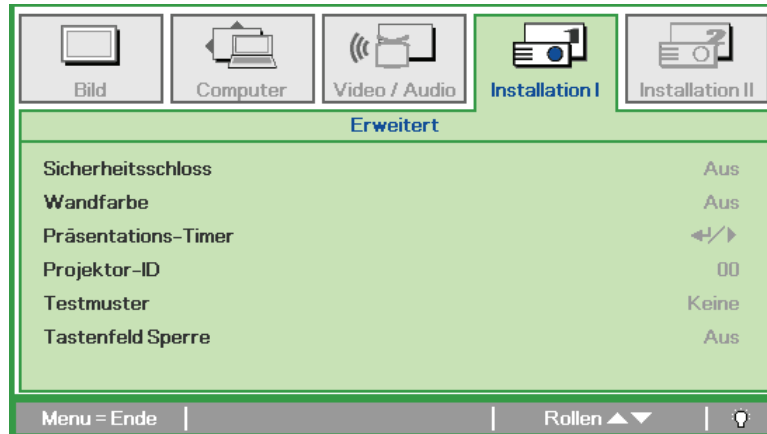 Bild
Computer
Video / Audio
Installation I
Installation II
Erweitert
Sicherheitsschloss Aus
Wandfarbe Aus
Präsentations-Timer
Projektor-ID 00
Testmuster Keine
Tastenfeld Sperre Aus
Menu = Ende Rollen